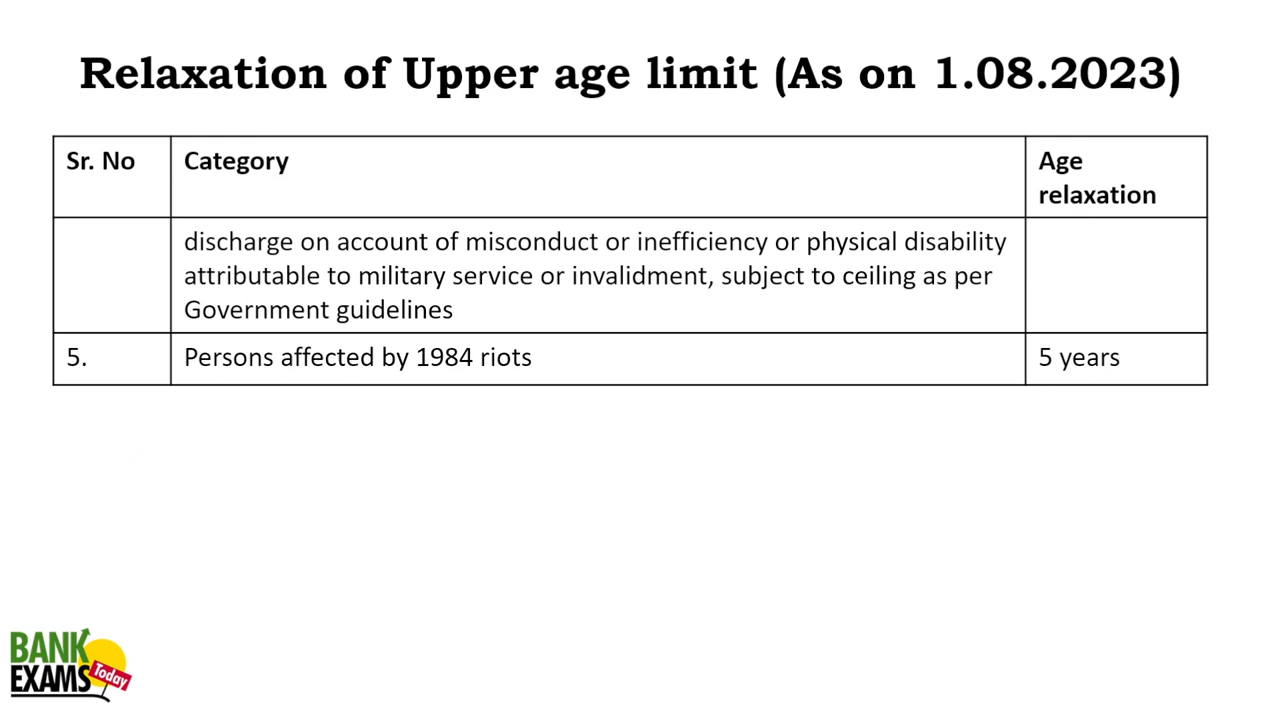 Relaxation of Upper age limit (As on 1.08.2023)
Sr. No
Category
Age
relaxation
discharge on account of misconduct or inefficiency or physical disability
attributable to military service or invalidment, subject to ceiling as per
Government guidelines
5.
Persons affected by 1984 riots
5 years
BANK
EXAMS
Today